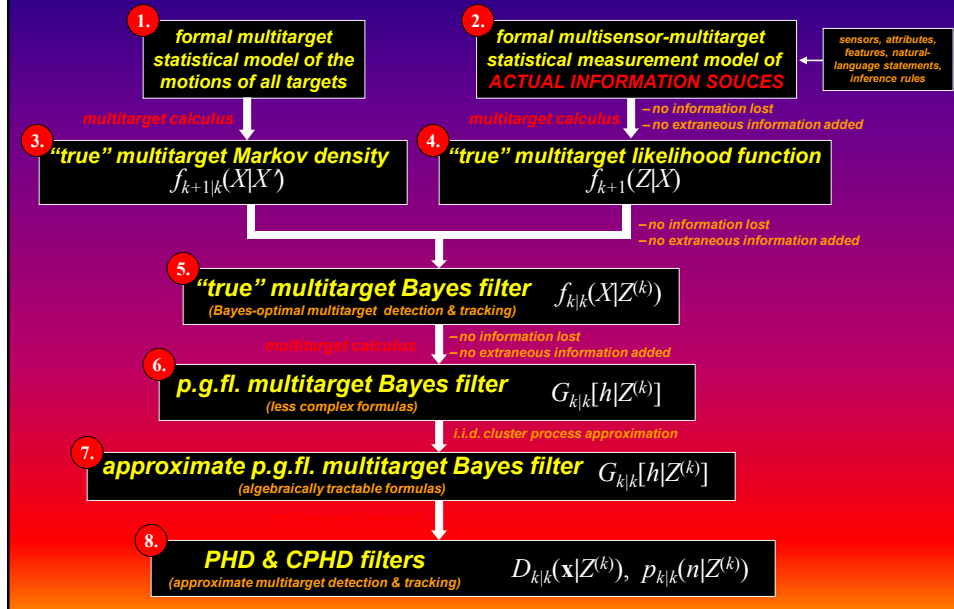 1.
formal multitarget
statistical model of the
motions of all targets
2.
formal multisensor-multitarget
statistical measurement model of
ACTUAL INFORMATION SOUCES
sensors, attributes,
features, natural-
language statements,
inference rules
multitarget calculus
multitarget calculus
– no information lost
– no extraneous information added
3.
“true” multitarget Markov density
f_{k+1|k}(X|X′)
4.
“true” multitarget likelihood function
f_{k+1}(Z|X)
– no information lost
– no extraneous information added
5.
“true” multitarget Bayes filter f_{k|k}(X|Z^{(k)})
(Bayes-optimal multitarget detection & tracking)
multitarget calculus
– no information lost
– no extraneous information added
6.
p.g.fl. multitarget Bayes filter G_{k|k}[h|Z^{(k)}]
(less complex formulas)
i.i.d. cluster process approximation
7.
approximate p.g.fl. multitarget Bayes filter G_{k|k}[h|Z^{(k)}]
(algebraically tractable formulas)
8.
PHD & CPHD filters D_{k|k}(x|Z^{(k)}), p_{k|k}(n|Z^{(k)})
(approximate multitarget detection & tracking)